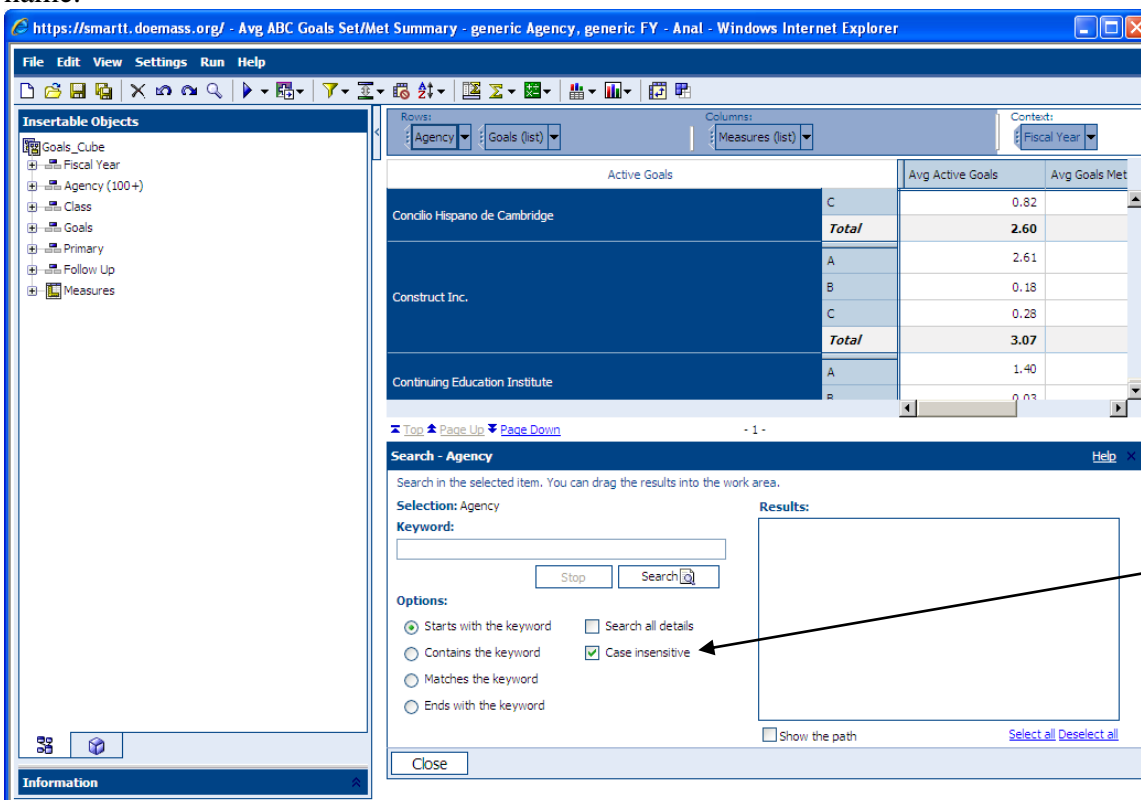 name.
https://smartt.doemass.org/ - Avg ABC Goals Set/Met Summary - generic Agency, generic FY - Anal - Windows Internet Explorer
File Edit View Settings Run Help
Insertable Objects
Goals_Cube
Fiscal Year
Agency (100+)
Class
Goals
Primary
Follow Up
Measures
Information
Rows:
Agency
Goals (list)
Columns:
Measures (list)
Context:
Fiscal Year
Active Goals Avg Active Goals Avg Goals Met
Concilio Hispano de Cambridge
C 0.82
Total 2.60
Construct Inc.
A 2.61
B 0.18
C 0.28
Total 3.07
Continuing Education Institute
A 1.40
B 0.03
Top Page Up Page Down - 1 -
Search - Agency Help
Search in the selected item. You can drag the results into the work area.
Selection: Agency
Keyword:
Stop Search
Options:
Starts with the keyword Search all details
Contains the keyword Case insensitive
Matches the keyword
Ends with the keyword
Results:
Show the path Select all Deselect all
Close